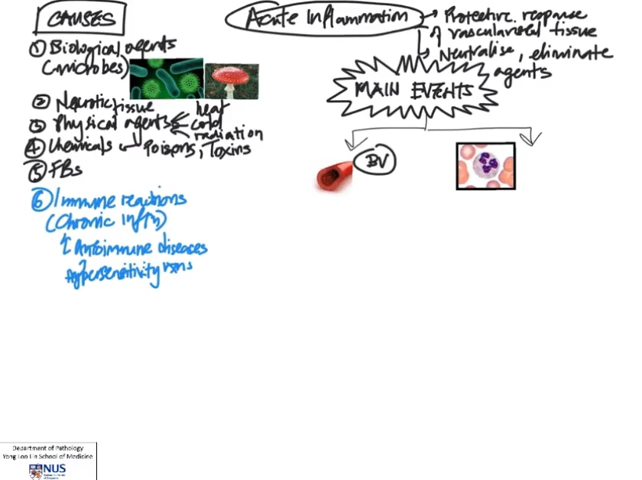 CAUSES
① Biological agents
(microbes)
② Necrotic tissue
③ Physical agents
heat
cold
radiation
④ Chemicals → Poisons, Toxins
⑤ FBs
⑥ Immune reactions
(Chronic Infn)
Autoimmune diseases
Hypersensitivity rxns
Acute Inflammation
Protective response
of vascularised tissue
Neutralise, eliminate
agents
MAIN EVENTS
BV
Department of Pathology
Yong Loo Lin School of Medicine
NUS